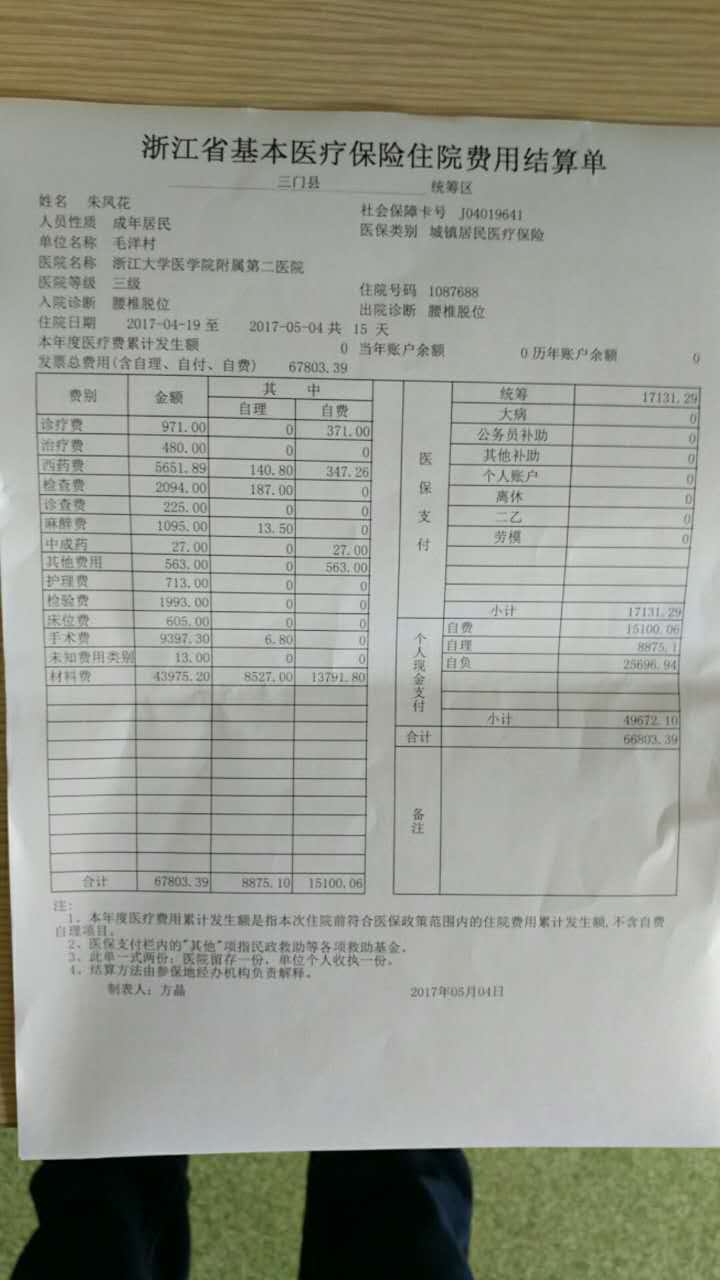 浙江省基本医疗保险住院费用结算单
三门县 统筹区
姓名 朱凤花 社会保障卡号 J04019641
人员性质 成年居民 医保类别 城镇居民医疗保险
单位名称 毛洋村
医院名称 浙江大学医学院附属第二医院
医院等级 三级 住院号码 1087688
入院诊断 腰椎脱位 出院诊断 腰椎脱位
住院日期 2017-04-19 至 2017-05-04 共 15 天
本年度医疗费累计发生额 0 当年账户余额 0 历年账户余额 0
发票总费用(含自理、自付、自费) 67803.39
费别 金额 其 中
自理 自费
诊疗费 971.00 0 371.00
治疗费 480.00 0 0
西药费 5651.89 140.80 347.26
检查费 2094.00 187.00 0
诊查费 225.00 0 0
麻醉费 1095.00 13.50 0
中成药 27.00 0 27.00
其他费用 563.00 0 563.00
护理费 713.00 0 0
检验费 1993.00 0 0
床位费 605.00 0 0
手术费 9397.30 6.80 0
未知费用类别 13.00 0 0
材料费 43975.20 8527.00 13791.80
合计 67803.39 8875.10 15100.06
医保支付
统筹 17131.29
大病 0
公务员补助 0
其他补助 0
个人账户 0
离休 0
二乙 0
劳模 0
小计 17131.29
个人现金支付
自费 15100.06
自理 8875.1
自负 25696.94
小计 49672.10
合计 66803.39
备注
注:
1、本年度医疗费用累计发生额是指本次住院前符合医保政策范围内的住院费用累计发生额,不含自费
自理项目。
2、医保支付栏内的"其他"项指民政救助等各项救助基金。
3、此单一式两份：医院留存一份，单位个人收执一份。
4、结算方法由参保地经办机构负责解释。
制表人：方晶 2017年05月04日